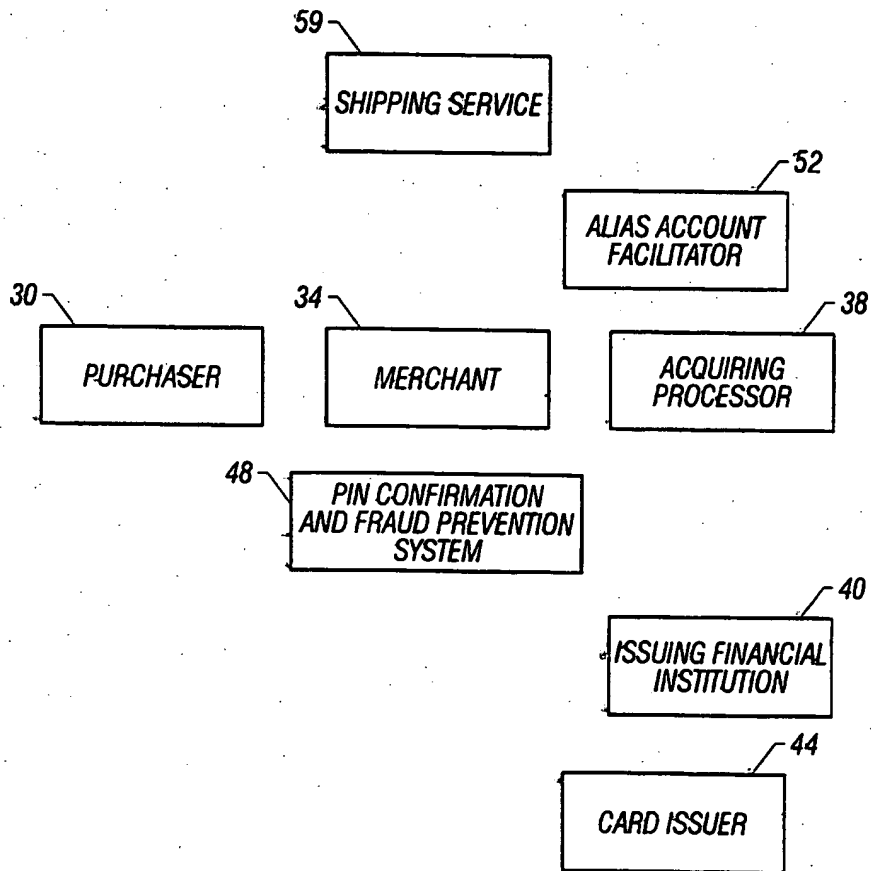 59
SHIPPING SERVICE
52
ALIAS ACCOUNT
FACILITATOR
30
PURCHASER
34
MERCHANT
38
ACQUIRING
PROCESSOR
48
PIN CONFIRMATION
AND FRAUD PREVENTION
SYSTEM
40
ISSUING FINANCIAL
INSTITUTION
44
CARD ISSUER